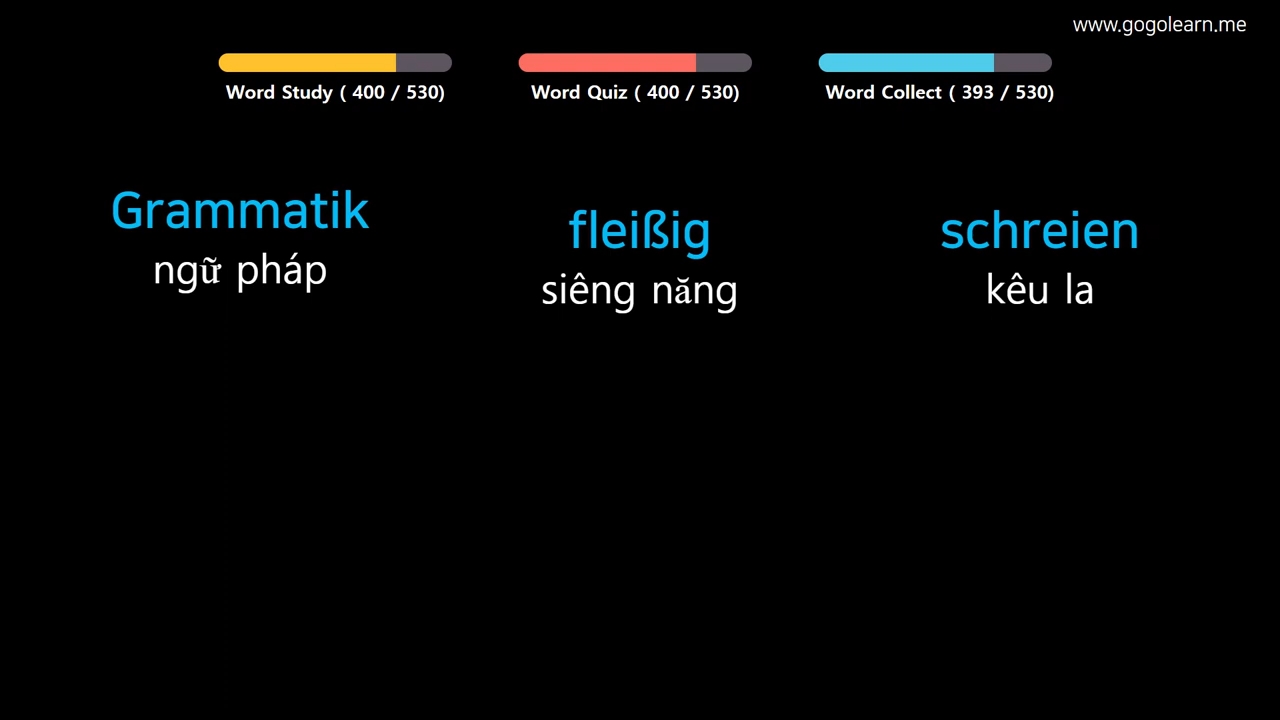 www.gogolearn.me
Word Study ( 400 / 530)
Word Quiz ( 400 / 530)
Word Collect ( 393 / 530)
Grammatik
ngữ pháp
fleißig
siêng năng
schreien
kêu la